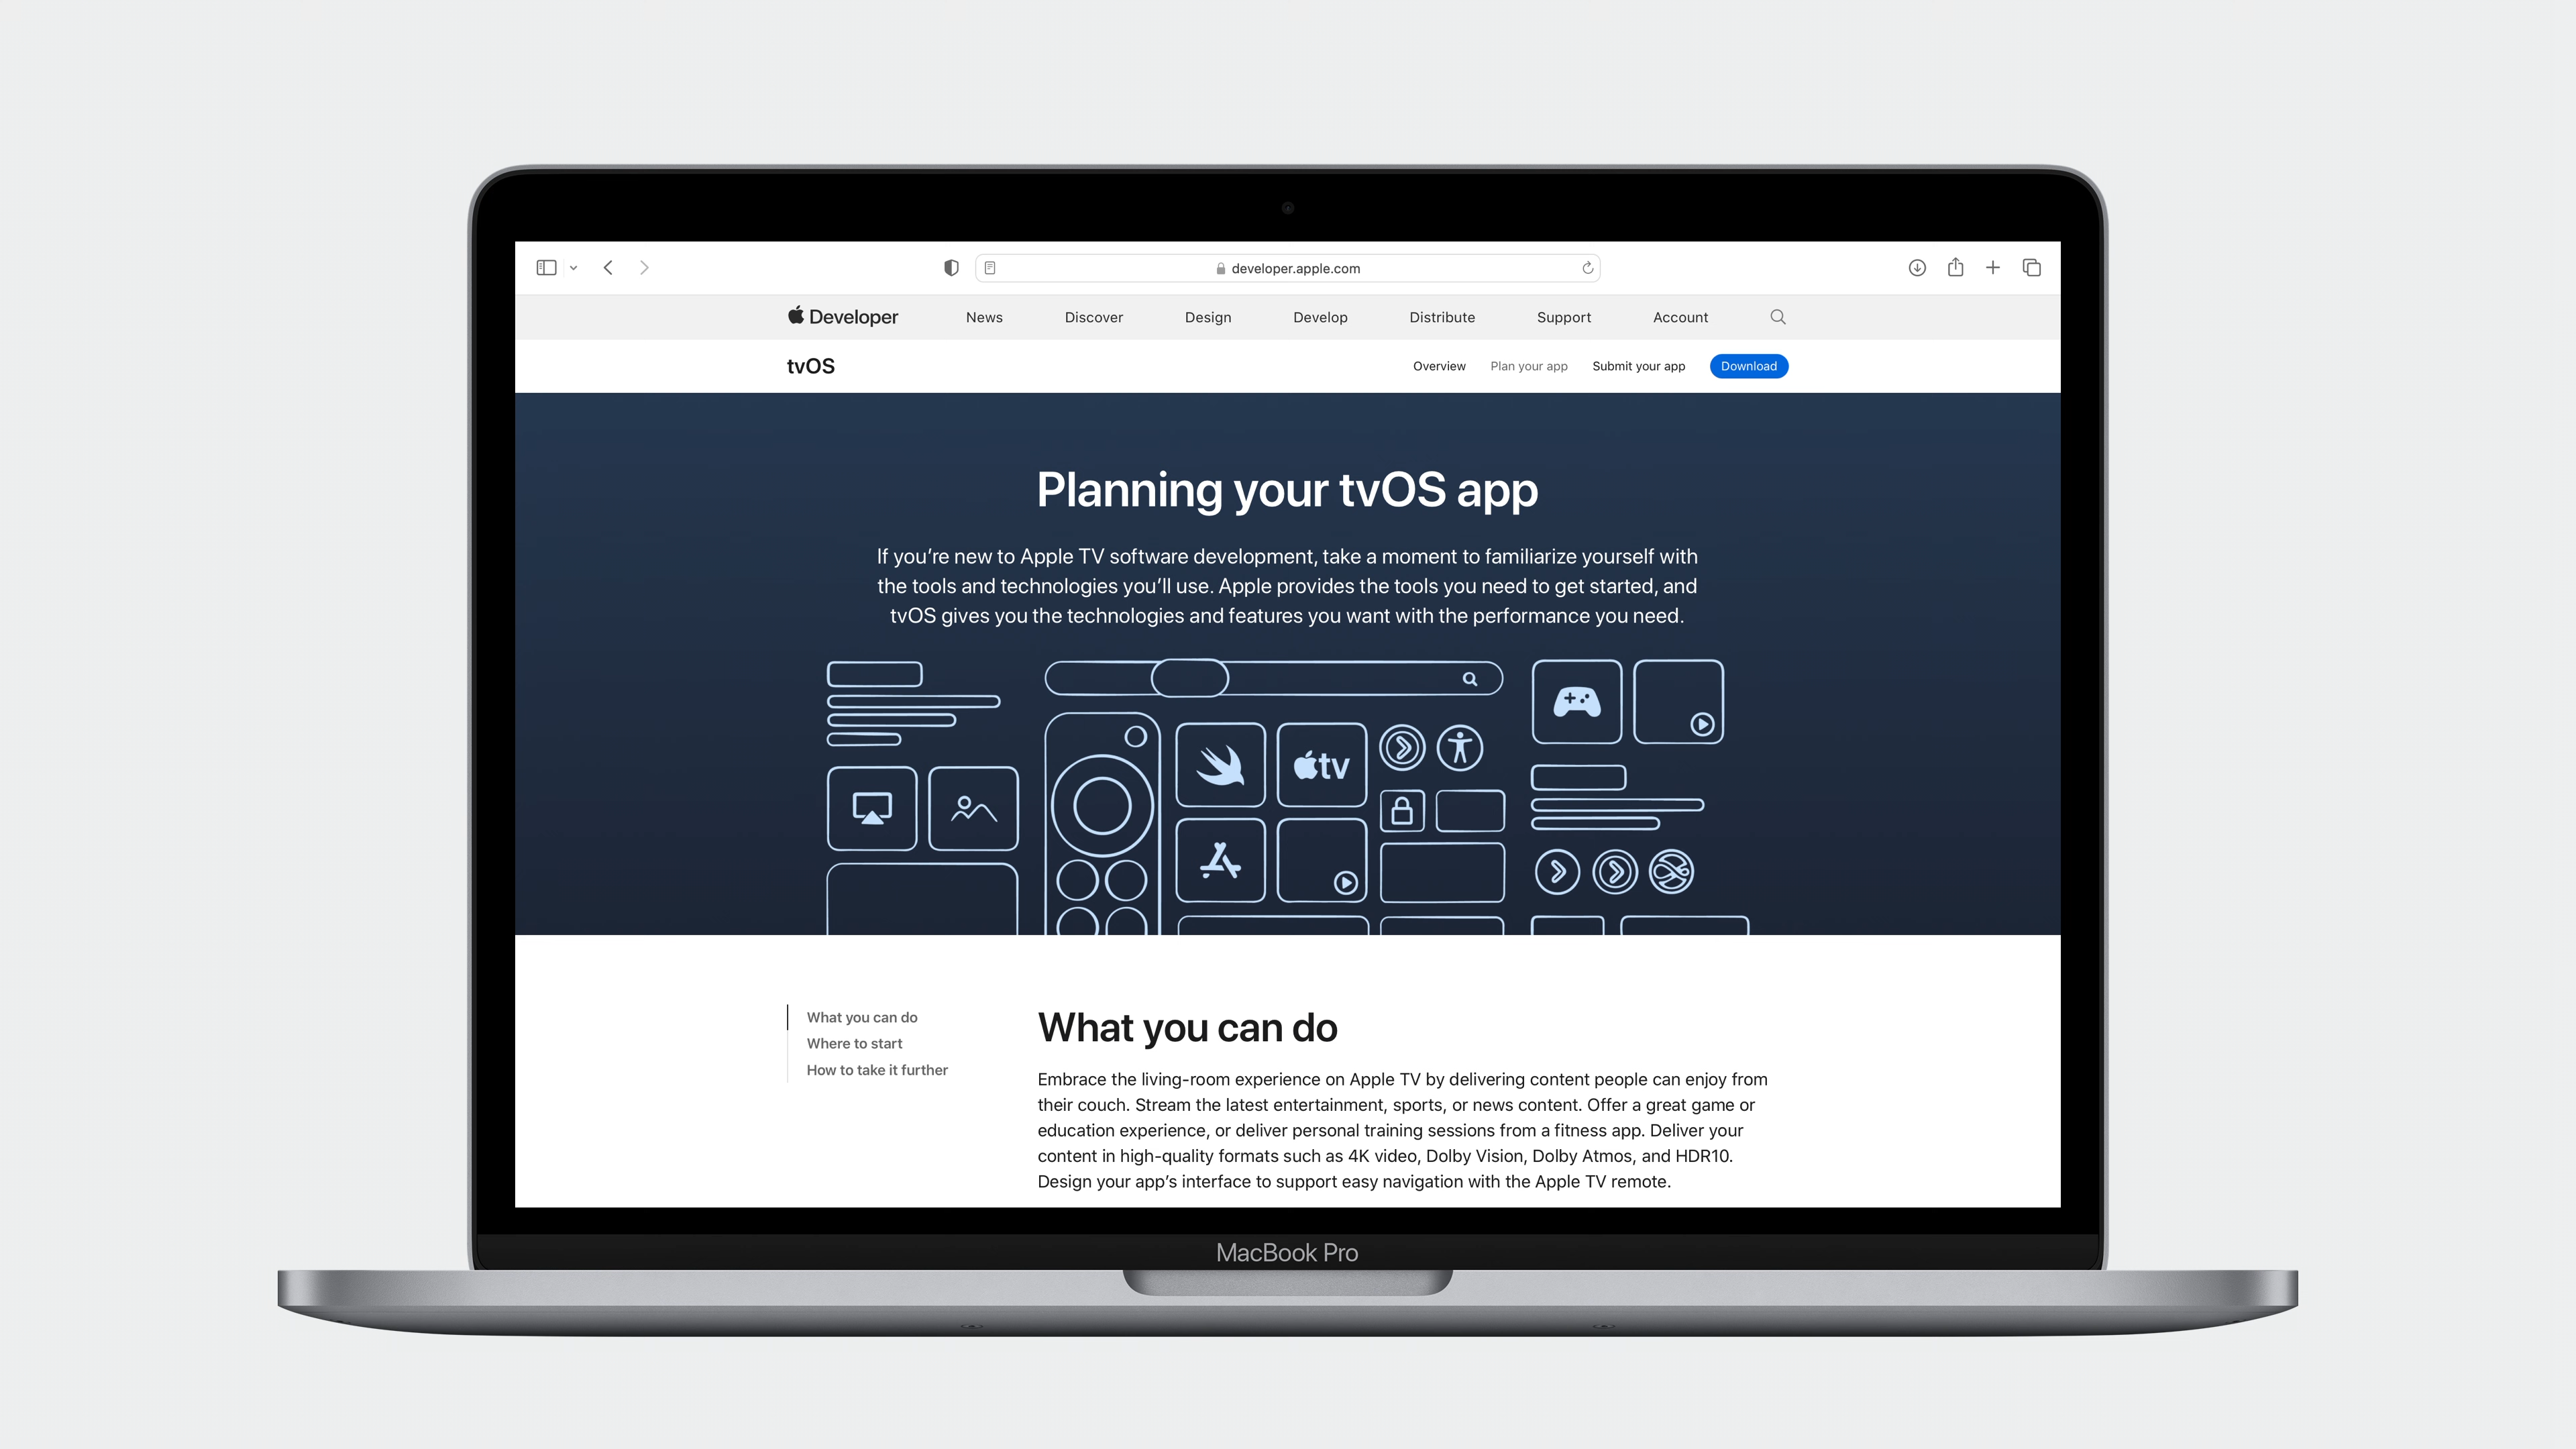 developer.apple.com
Developer
News
Discover
Design
Develop
Distribute
Support
Account
tvOS
Overview
Plan your app
Submit your app
Download
Planning your tvOS app
If you’re new to Apple TV software development, take a moment to familiarize yourself with
the tools and technologies you’ll use. Apple provides the tools you need to get started, and
tvOS gives you the technologies and features you want with the performance you need.
tv
What you can do
Where to start
How to take it further
What you can do
Embrace the living-room experience on Apple TV by delivering content people can enjoy from
their couch. Stream the latest entertainment, sports, or news content. Offer a great game or
education experience, or deliver personal training sessions from a fitness app. Deliver your
content in high-quality formats such as 4K video, Dolby Vision, Dolby Atmos, and HDR10.
Design your app’s interface to support easy navigation with the Apple TV remote.
MacBook Pro